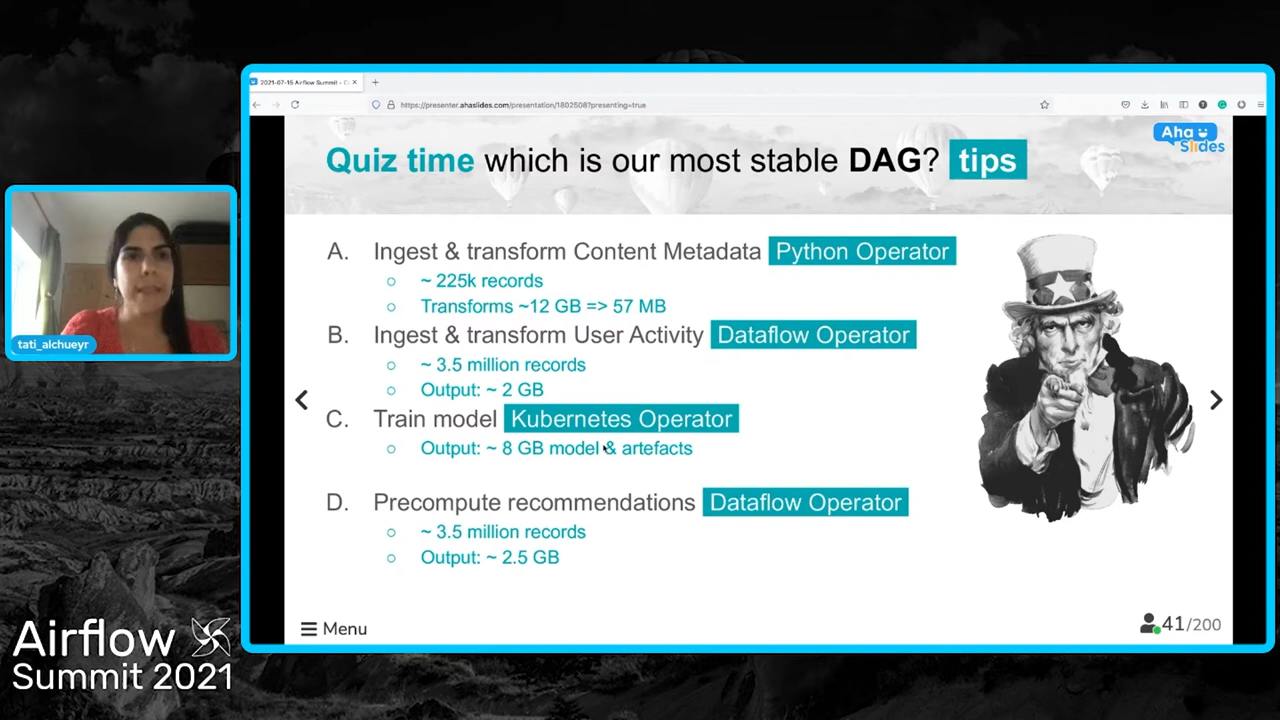 2021-07-15 Airflow Summit - C
https://presenter.ahaslides.com/presentation/1802508?presenting=true
Aha
Slides
Quiz time which is our most stable DAG? tips
A. Ingest & transform Content Metadata Python Operator
~ 225k records
Transforms ~12 GB => 57 MB
B. Ingest & transform User Activity Dataflow Operator
~ 3.5 million records
Output: ~ 2 GB
C. Train model Kubernetes Operator
Output: ~ 8 GB model & artefacts
D. Precompute recommendations Dataflow Operator
~ 3.5 million records
Output: ~ 2.5 GB
Menu
41/200
tati_alchueyr
Airflow
Summit 2021